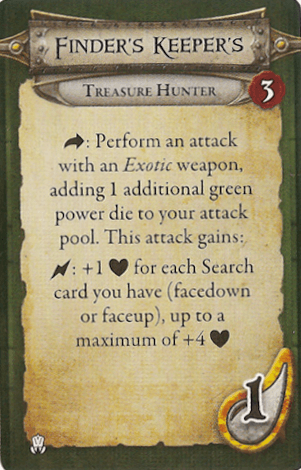 FINDER'S KEEPER'S
TREASURE HUNTER
3
: Perform an attack
with an Exotic weapon,
adding 1 additional green
power die to your attack
pool. This attack gains:
: +1 ♥ for each Search
card you have (facedown
or faceup), up to a
maximum of +4 ♥
1